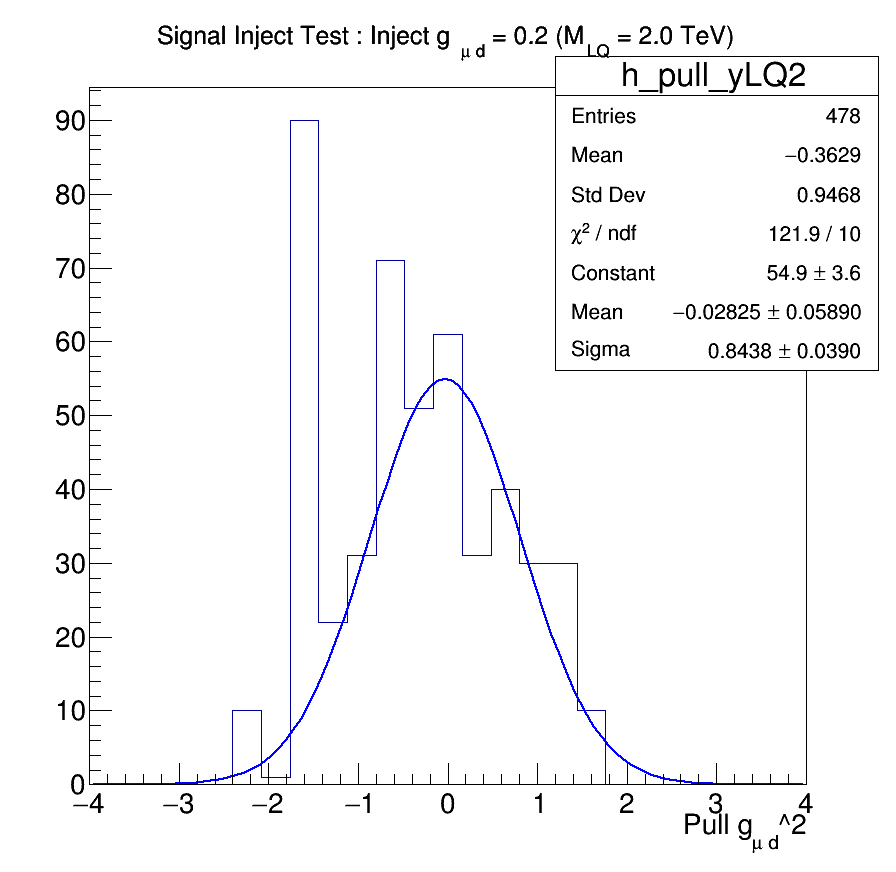 Signal Inject Test : Inject g μ d = 0.2 (M LQ = 2.0 TeV)
h_pull_yLQ2
Entries 478
Mean −0.3629
Std Dev 0.9468
χ² / ndf 121.9 / 10
Constant 54.9 ± 3.6
Mean −0.02825 ± 0.05890
Sigma 0.8438 ± 0.0390
90
80
70
60
50
40
30
20
10
0
−4 −3 −2 −1 0 1 2 3 4
Pull g μ d ^2